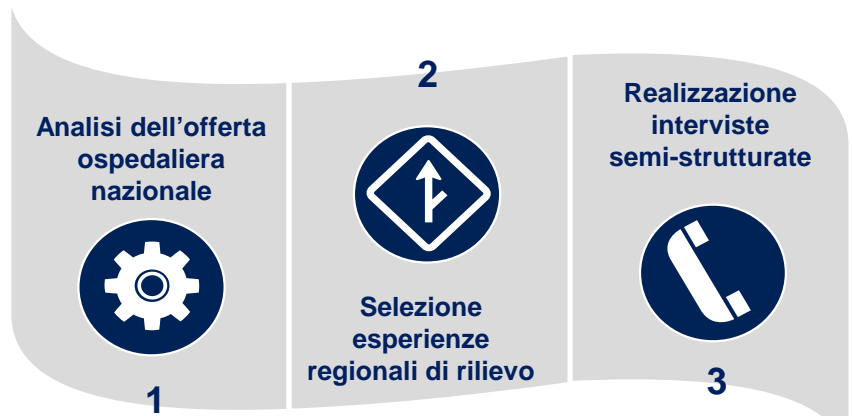 Analisi dell'offerta
ospedaliera
nazionale
1
2
Selezione
esperienze
regionali di rilievo
Realizzazione
interviste
semi-strutturate
3